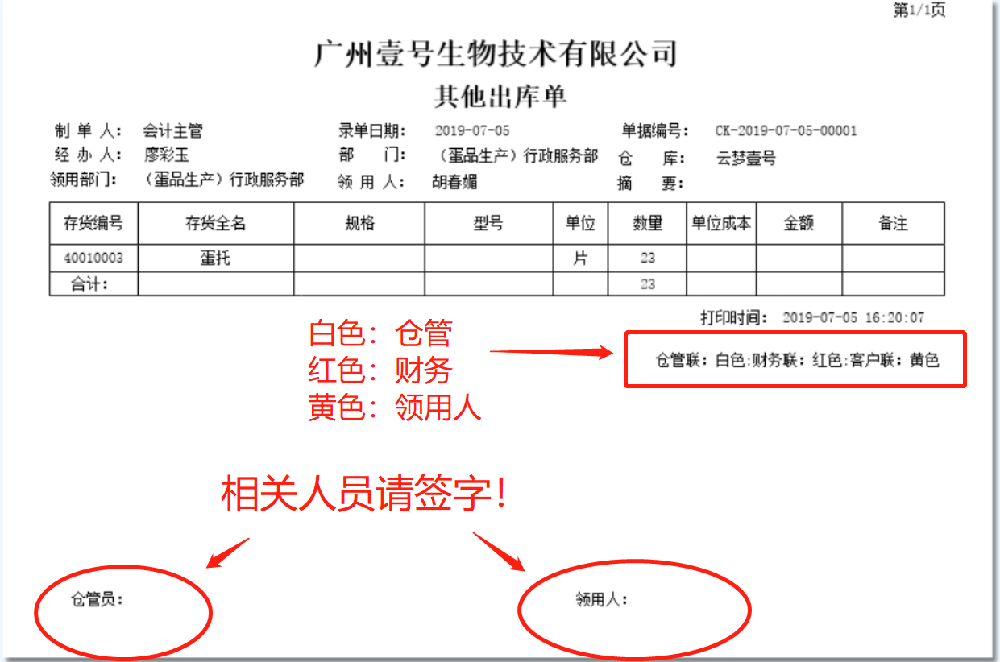 第1/1页
广州壹号生物技术有限公司
其他出库单
制 单 人： 会计主管 录单日期： 2019-07-05 单据编号： CK-2019-07-05-00001
经 办 人： 廖彩玉 部 门： （蛋品生产）行政服务部 仓 库： 云梦壹号
领用部门： （蛋品生产）行政服务部 领 用 人： 胡春媚 摘 要：
存货编号 存货全名 规格 型号 单位 数量 单位成本 金额 备注
40010003 蛋托 片 23
合计： 23
打印时间： 2019-07-05 16:20:07
白色：仓管
红色：财务
黄色：领用人
仓管联：白色;财务联：红色;客户联：黄色
相关人员请签字！
仓管员： 领用人：